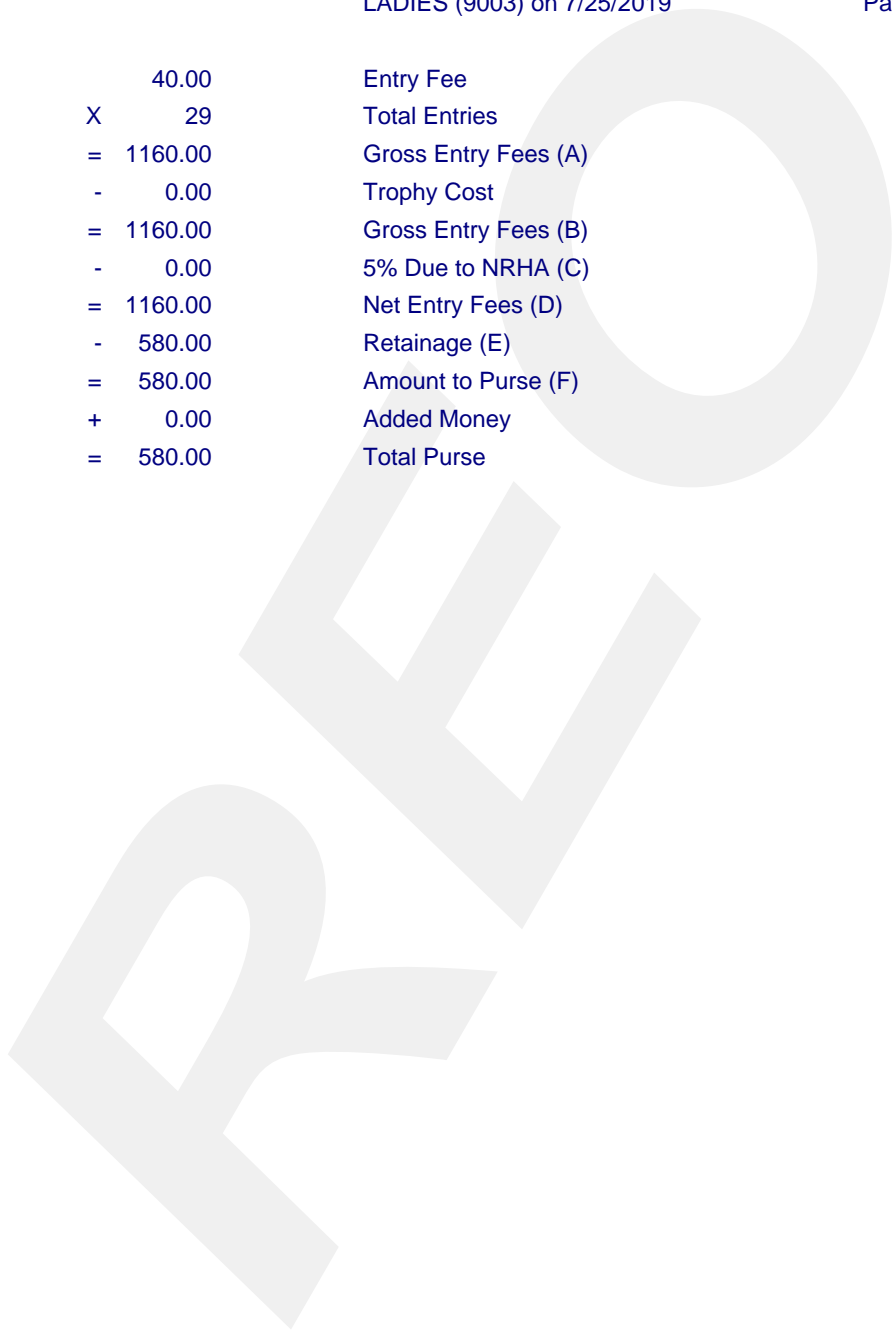 LADIES (9003) on 7/25/2019 Pa
40.00 Entry Fee
X 29 Total Entries
= 1160.00 Gross Entry Fees (A)
- 0.00 Trophy Cost
= 1160.00 Gross Entry Fees (B)
- 0.00 5% Due to NRHA (C)
= 1160.00 Net Entry Fees (D)
- 580.00 Retainage (E)
= 580.00 Amount to Purse (F)
+ 0.00 Added Money
= 580.00 Total Purse
REO